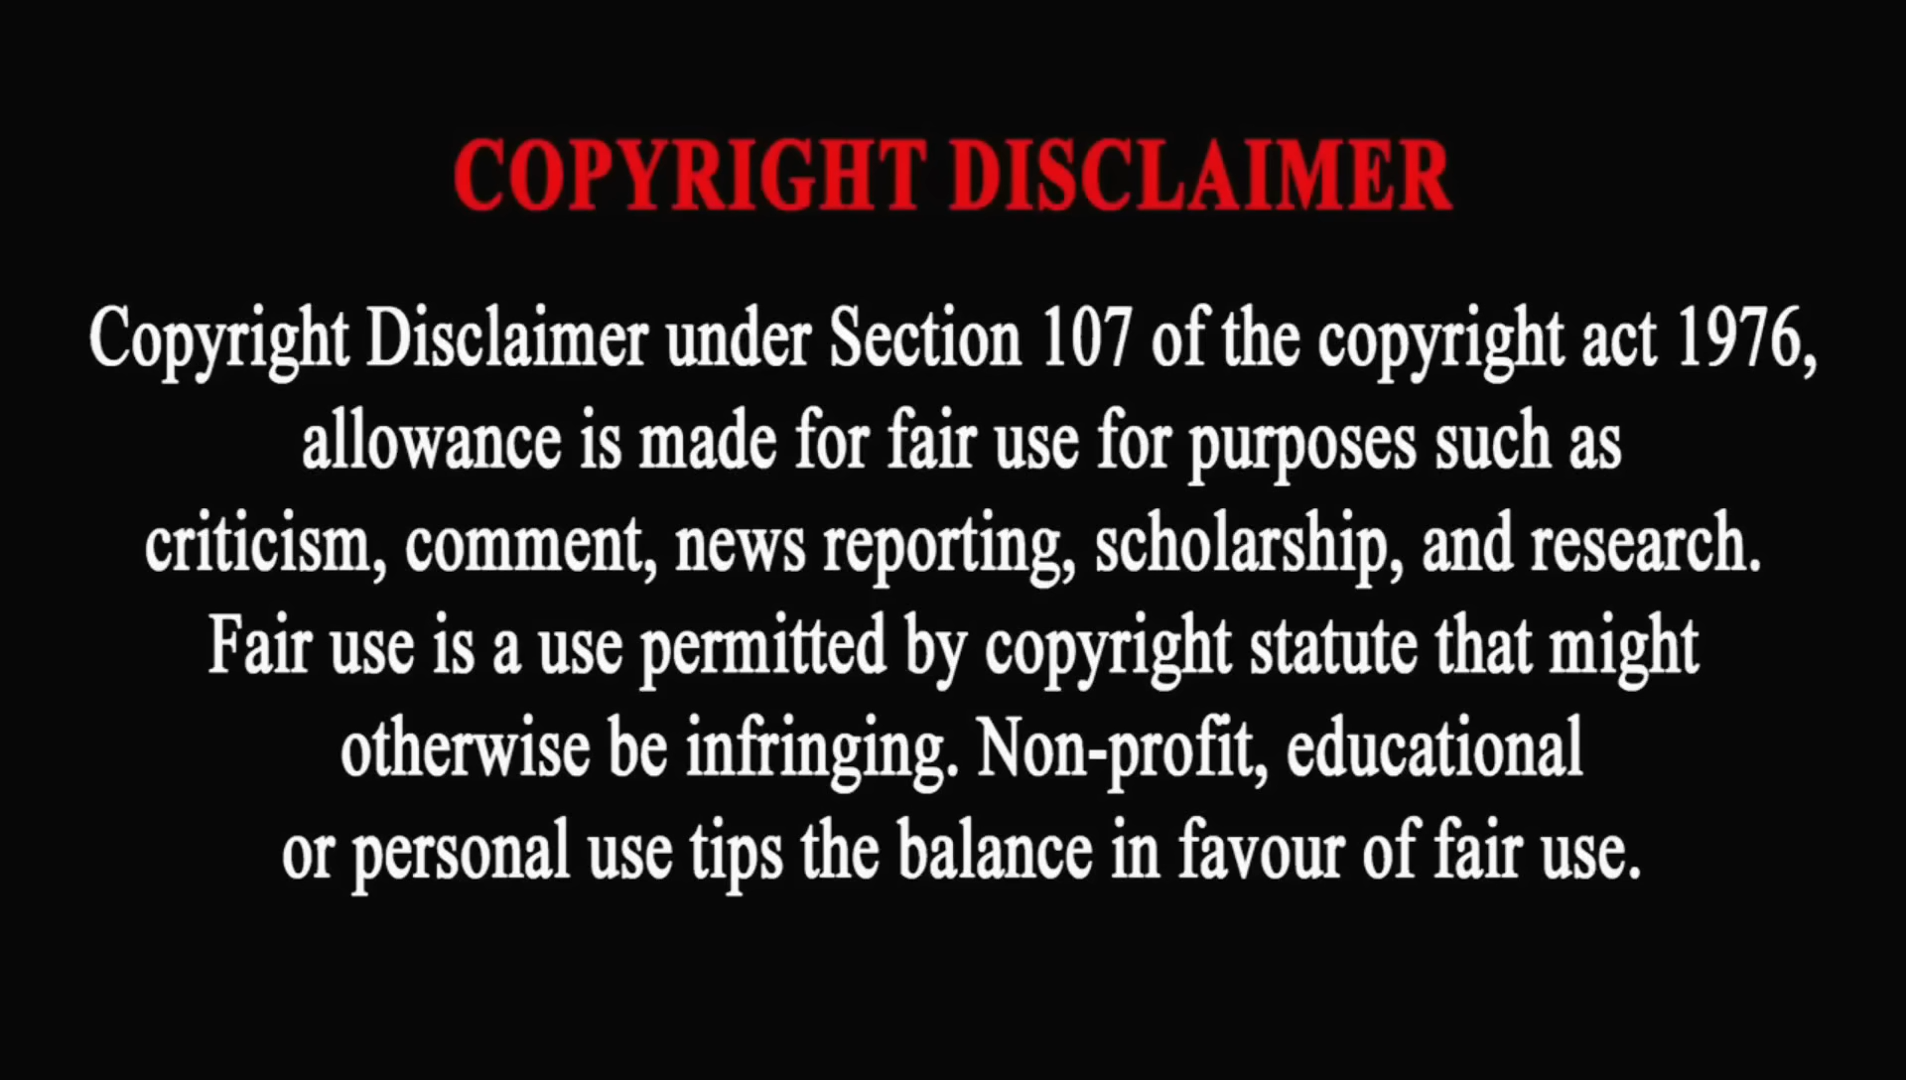 COPYRIGHT DISCLAIMER
Copyright Disclaimer under Section 107 of the copyright act 1976,
allowance is made for fair use for purposes such as
criticism, comment, news reporting, scholarship, and research.
Fair use is a use permitted by copyright statute that might
otherwise be infringing. Non-profit, educational
or personal use tips the balance in favour of fair use.